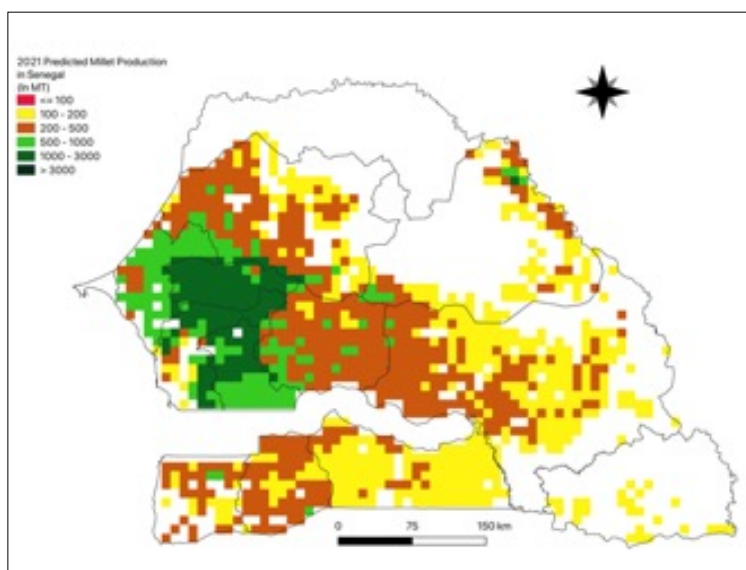 2021 Predicted Millet Production
in Senegal
(In MT)
<= 100
100 - 200
200 - 500
500 - 1000
1000 - 3000
> 3000
0 75 150 km